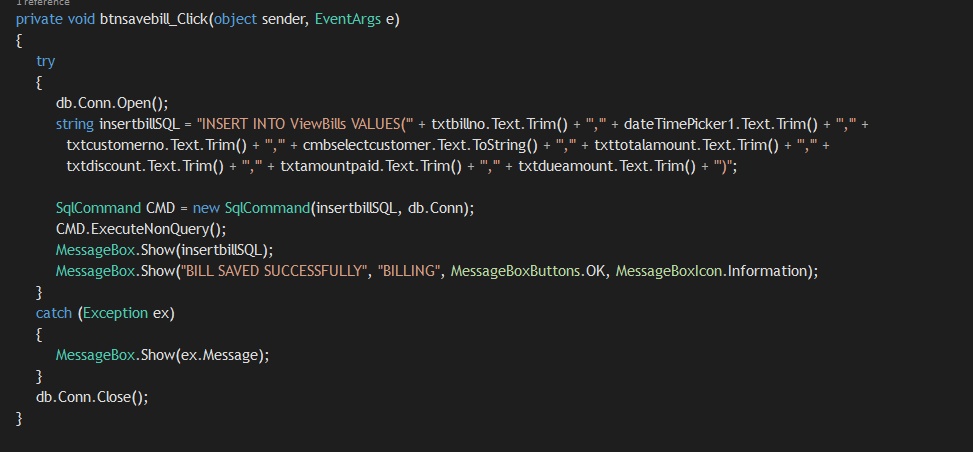 1 reference
private void btnsavebill_Click(object sender, EventArgs e)
{
try
{
db.Conn.Open();
string insertbillSQL = "INSERT INTO ViewBills VALUES('" + txtbillno.Text.Trim() + "','" + dateTimePicker1.Text.Trim() + "','" +
txtcustomerno.Text.Trim() + "','" + cmbselectcustomer.Text.ToString() + "','" + txttotalamount.Text.Trim() + "','" +
txtdiscount.Text.Trim() + "','" + txtamountpaid.Text.Trim() + "','" + txtdueamount.Text.Trim() + "')";
SqlCommand CMD = new SqlCommand(insertbillSQL, db.Conn);
CMD.ExecuteNonQuery();
MessageBox.Show(insertbillSQL);
MessageBox.Show("BILL SAVED SUCCESSFULLY", "BILLING", MessageBoxButtons.OK, MessageBoxIcon.Information);
}
catch (Exception ex)
{
MessageBox.Show(ex.Message);
}
db.Conn.Close();
}